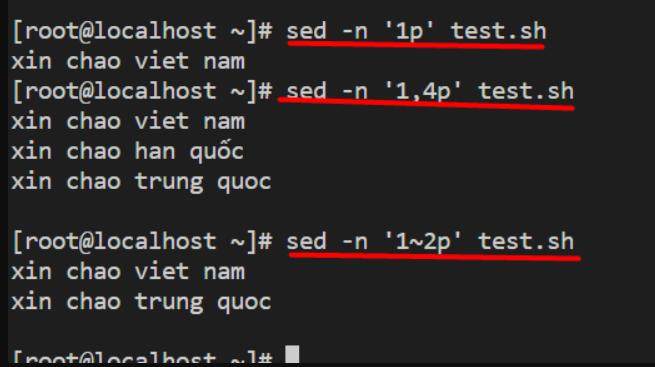 [root@localhost ~]# sed -n '1p' test.sh
xin chao viet nam
[root@localhost ~]# sed -n '1,4p' test.sh
xin chao viet nam
xin chao han quốc
xin chao trung quoc
[root@localhost ~]# sed -n '1~2p' test.sh
xin chao viet nam
xin chao trung quoc
[root@localhost ~]#